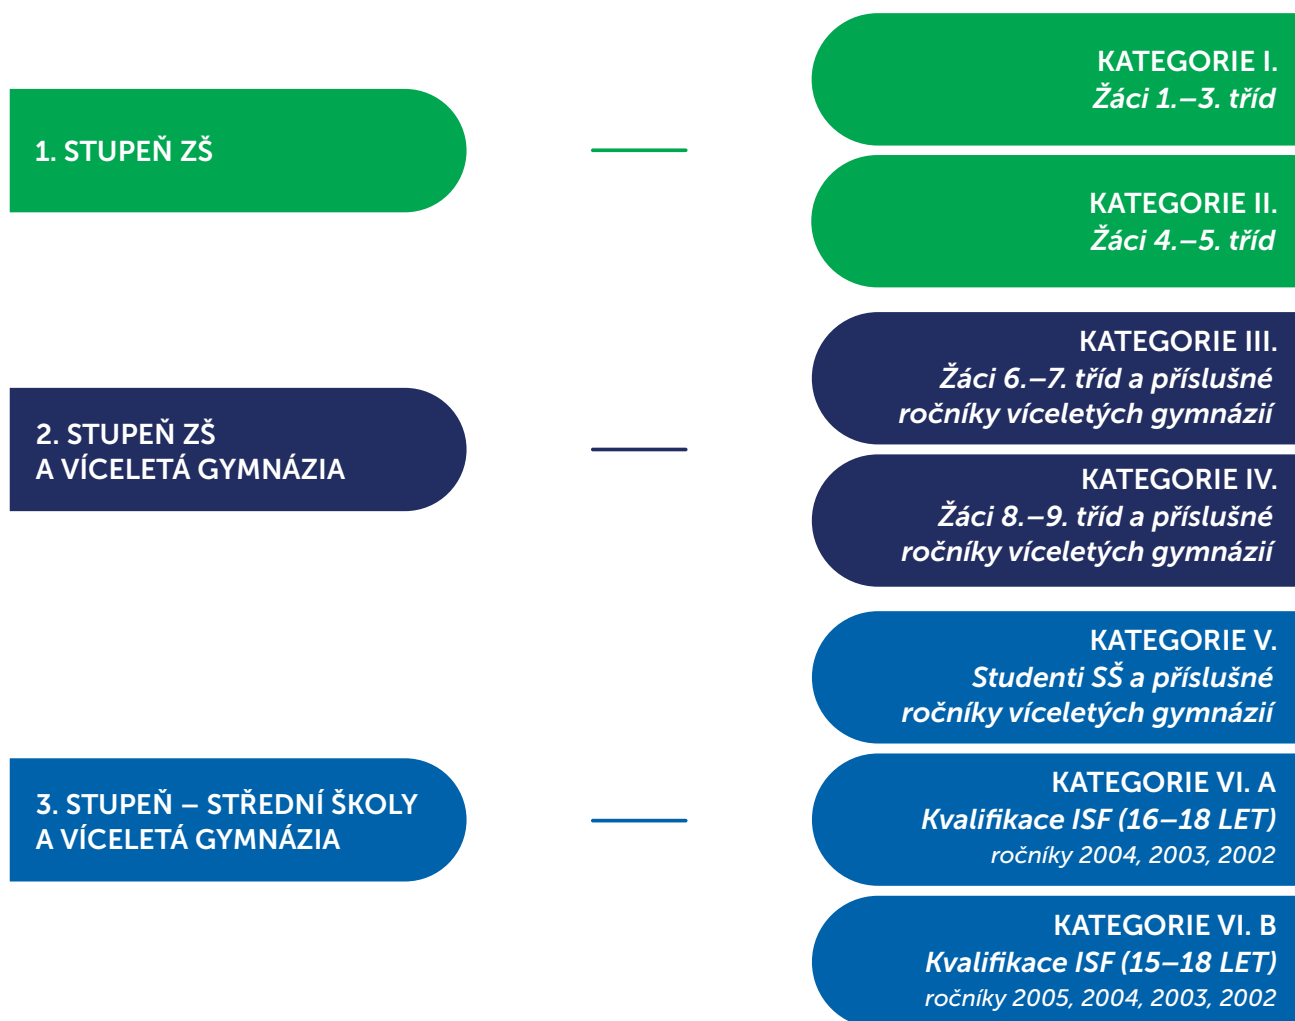 1. STUPEŇ ZŠ
KATEGORIE I.
Žáci 1.–3. tříd
KATEGORIE II.
Žáci 4.–5. tříd
2. STUPEŇ ZŠ
A VÍCELETÁ GYMNÁZIA
KATEGORIE III.
Žáci 6.–7. tříd a příslušné
ročníky víceletých gymnázií
KATEGORIE IV.
Žáci 8.–9. tříd a příslušné
ročníky víceletých gymnázií
3. STUPEŇ – STŘEDNÍ ŠKOLY
A VÍCELETÁ GYMNÁZIA
KATEGORIE V.
Studenti SŠ a příslušné
ročníky víceletých gymnázií
KATEGORIE VI. A
Kvalifikace ISF (16–18 LET)
ročníky 2004, 2003, 2002
KATEGORIE VI. B
Kvalifikace ISF (15–18 LET)
ročníky 2005, 2004, 2003, 2002